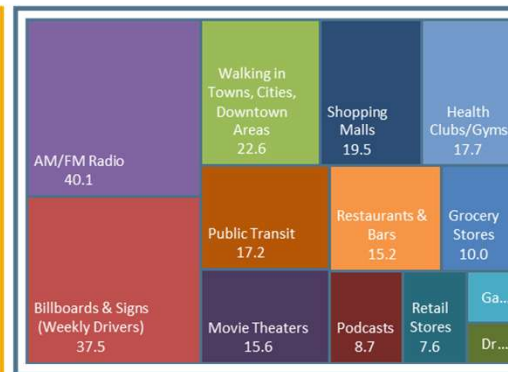 AM/FM Radio
40.1
Billboards & Signs
(Weekly Drivers)
37.5
Walking in
Towns, Cities,
Downtown
Areas
22.6
Shopping
Malls
19.5
Health
Clubs/Gyms
17.7
Public Transit
17.2
Restaurants &
Bars
15.2
Grocery
Stores
10.0
Movie Theaters
15.6
Podcasts
8.7
Retail
Stores
7.6
Ga...
Dr...